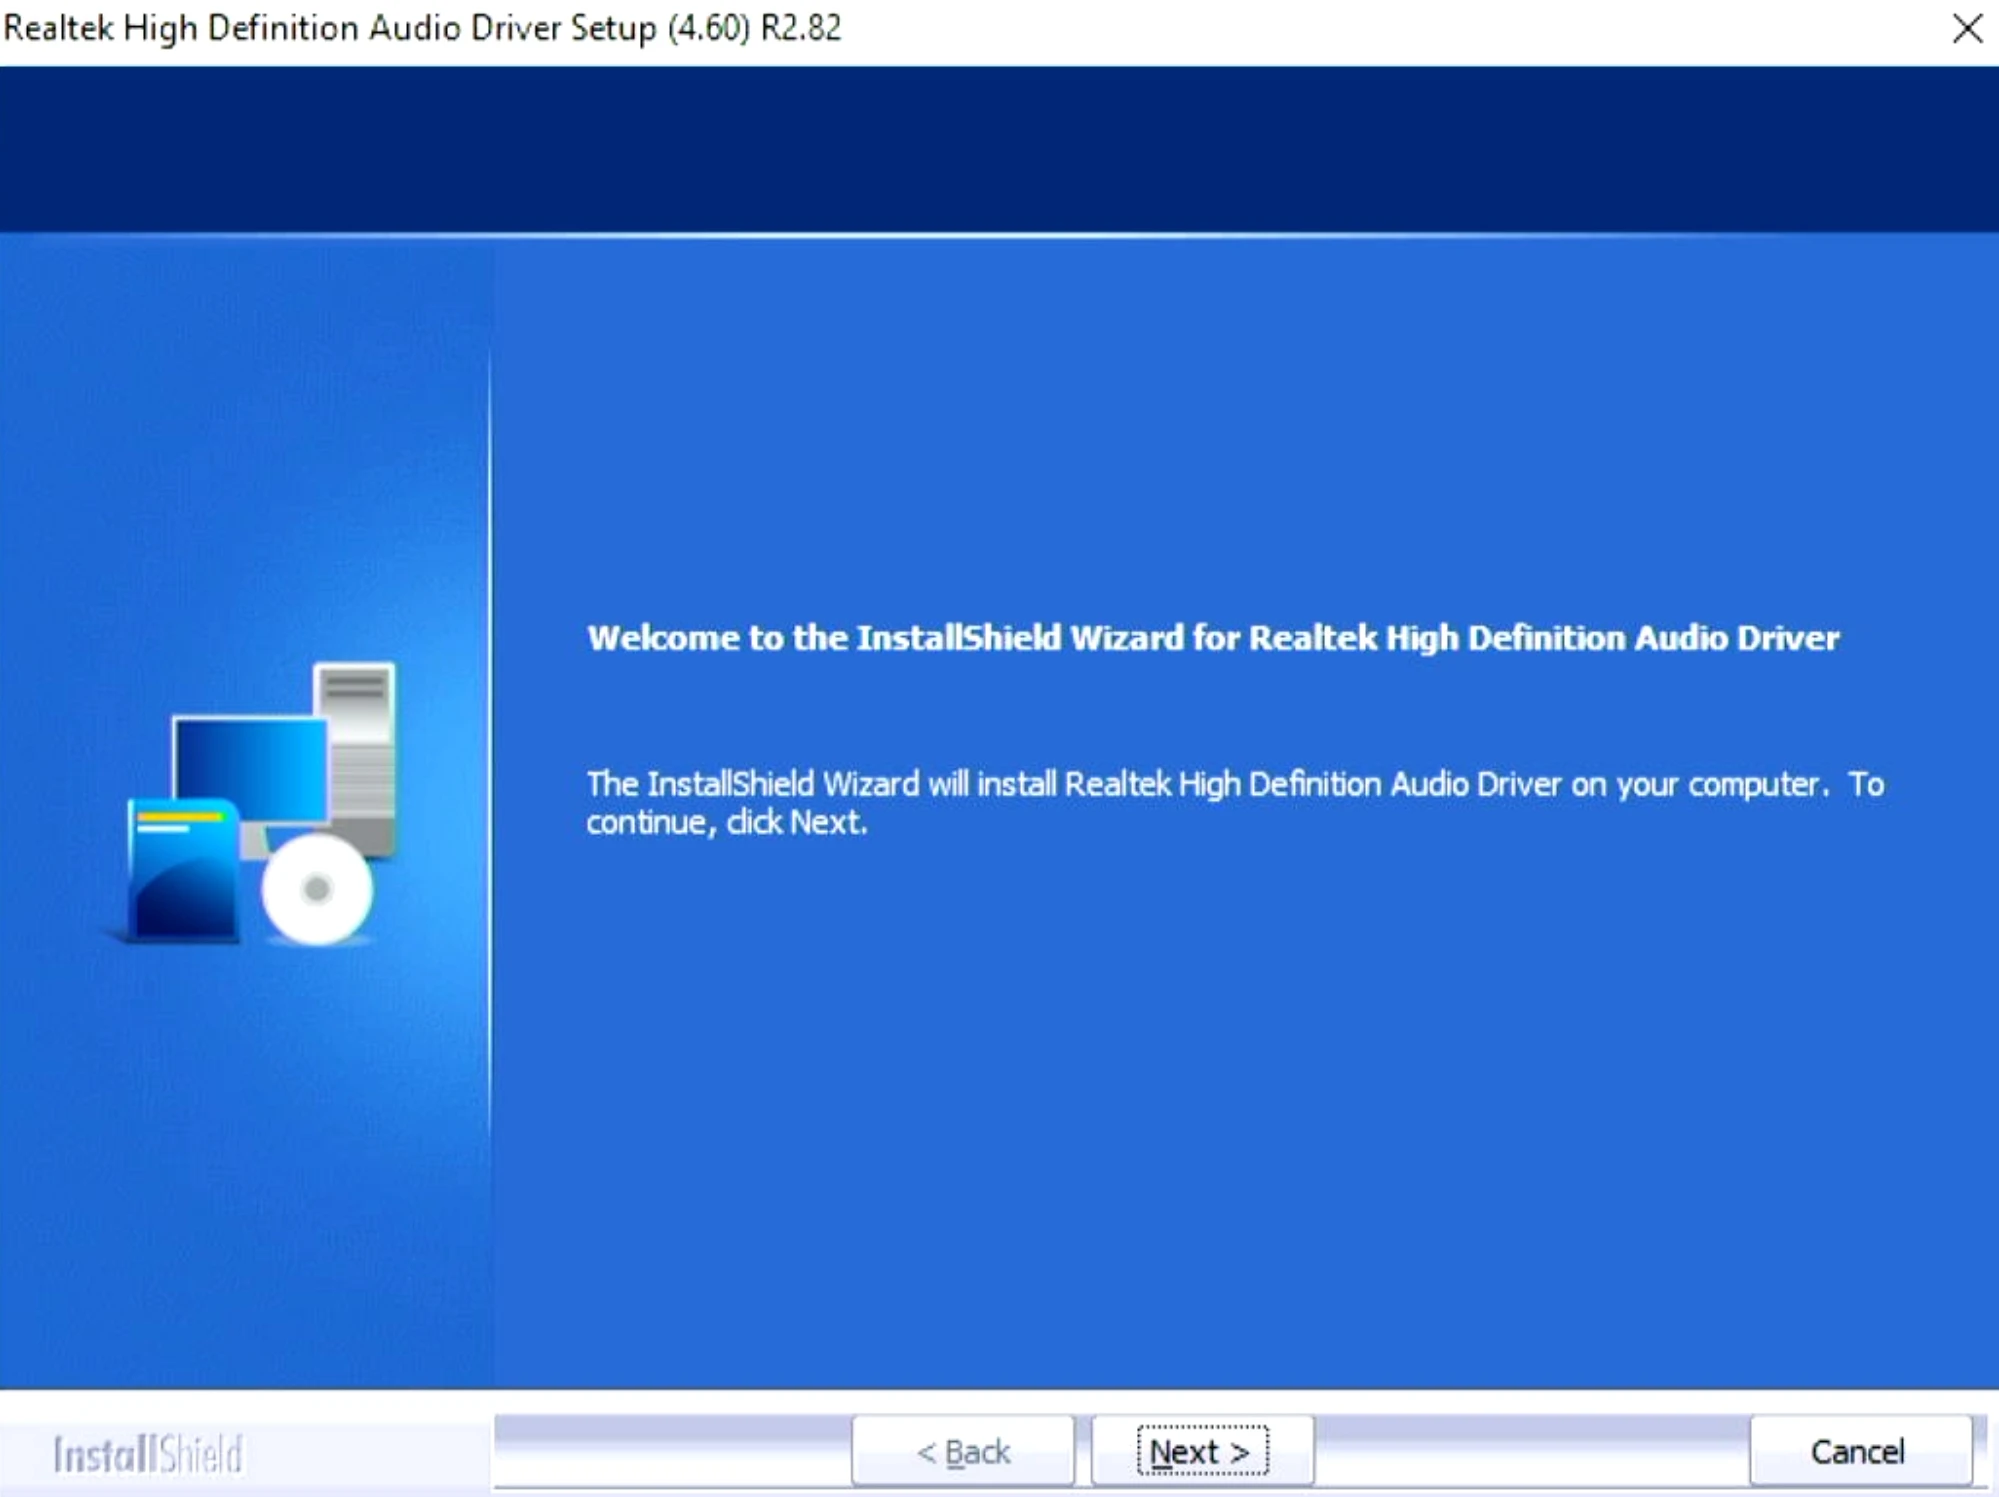 Realtek High Definition Audio Driver Setup (4.60) R2.82
Welcome to the InstallShield Wizard for Realtek High Definition Audio Driver
The InstallShield Wizard will install Realtek High Definition Audio Driver on your computer.  To
continue, click Next.
InstallShield
< Back
Next >
Cancel